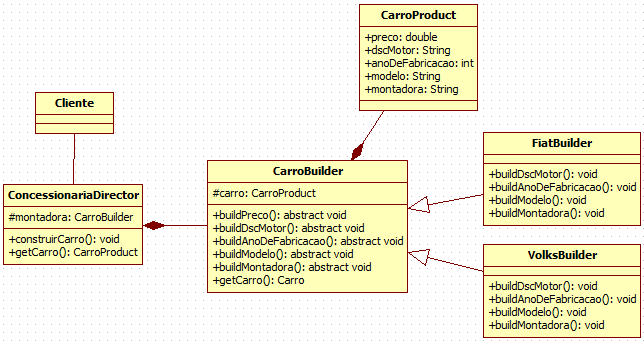 CarroProduct
+preco: double
+dscMotor: String
+anoDeFabricacao: int
+modelo: String
+montadora: String
Cliente
ConcessionariaDirector
#montadora: CarroBuilder
+construirCarro(): void
+getCarro(): CarroProduct
CarroBuilder
#carro: CarroProduct
+buildPreco(): abstract void
+buildDscMotor(): abstract void
+buildAnoDeFabricacao(): abstract void
+buildModelo(): abstract void
+buildMontadora(): abstract void
+getCarro(): Carro
FiatBuilder
+buildDscMotor(): void
+buildAnoDeFabricacao(): void
+buildModelo(): void
+buildMontadora(): void
VolksBuilder
+buildDscMotor(): void
+buildAnoDeFabricacao(): void
+buildModelo(): void
+buildMontadora(): void